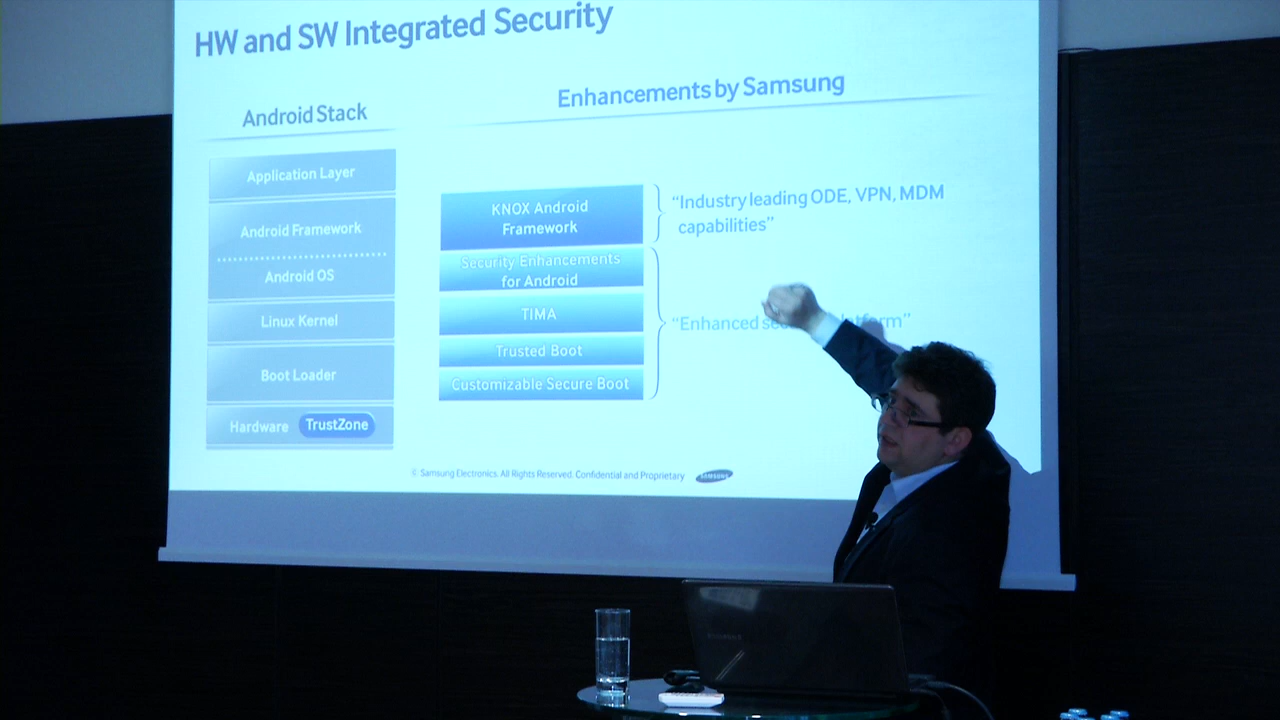 HW and SW Integrated Security
Android Stack
Enhancements by Samsung
Application Layer
Android Framework
Android OS
Linux Kernel
Boot Loader
Hardware TrustZone
KNOX Android
Framework
Security Enhancements
for Android
TIMA
Trusted Boot
Customizable Secure Boot
“Industry leading ODE, VPN, MDM
capabilities”
“Enhanced
© Samsung Electronics. All Rights Reserved. Confidential and Proprietary
SAMSUNG